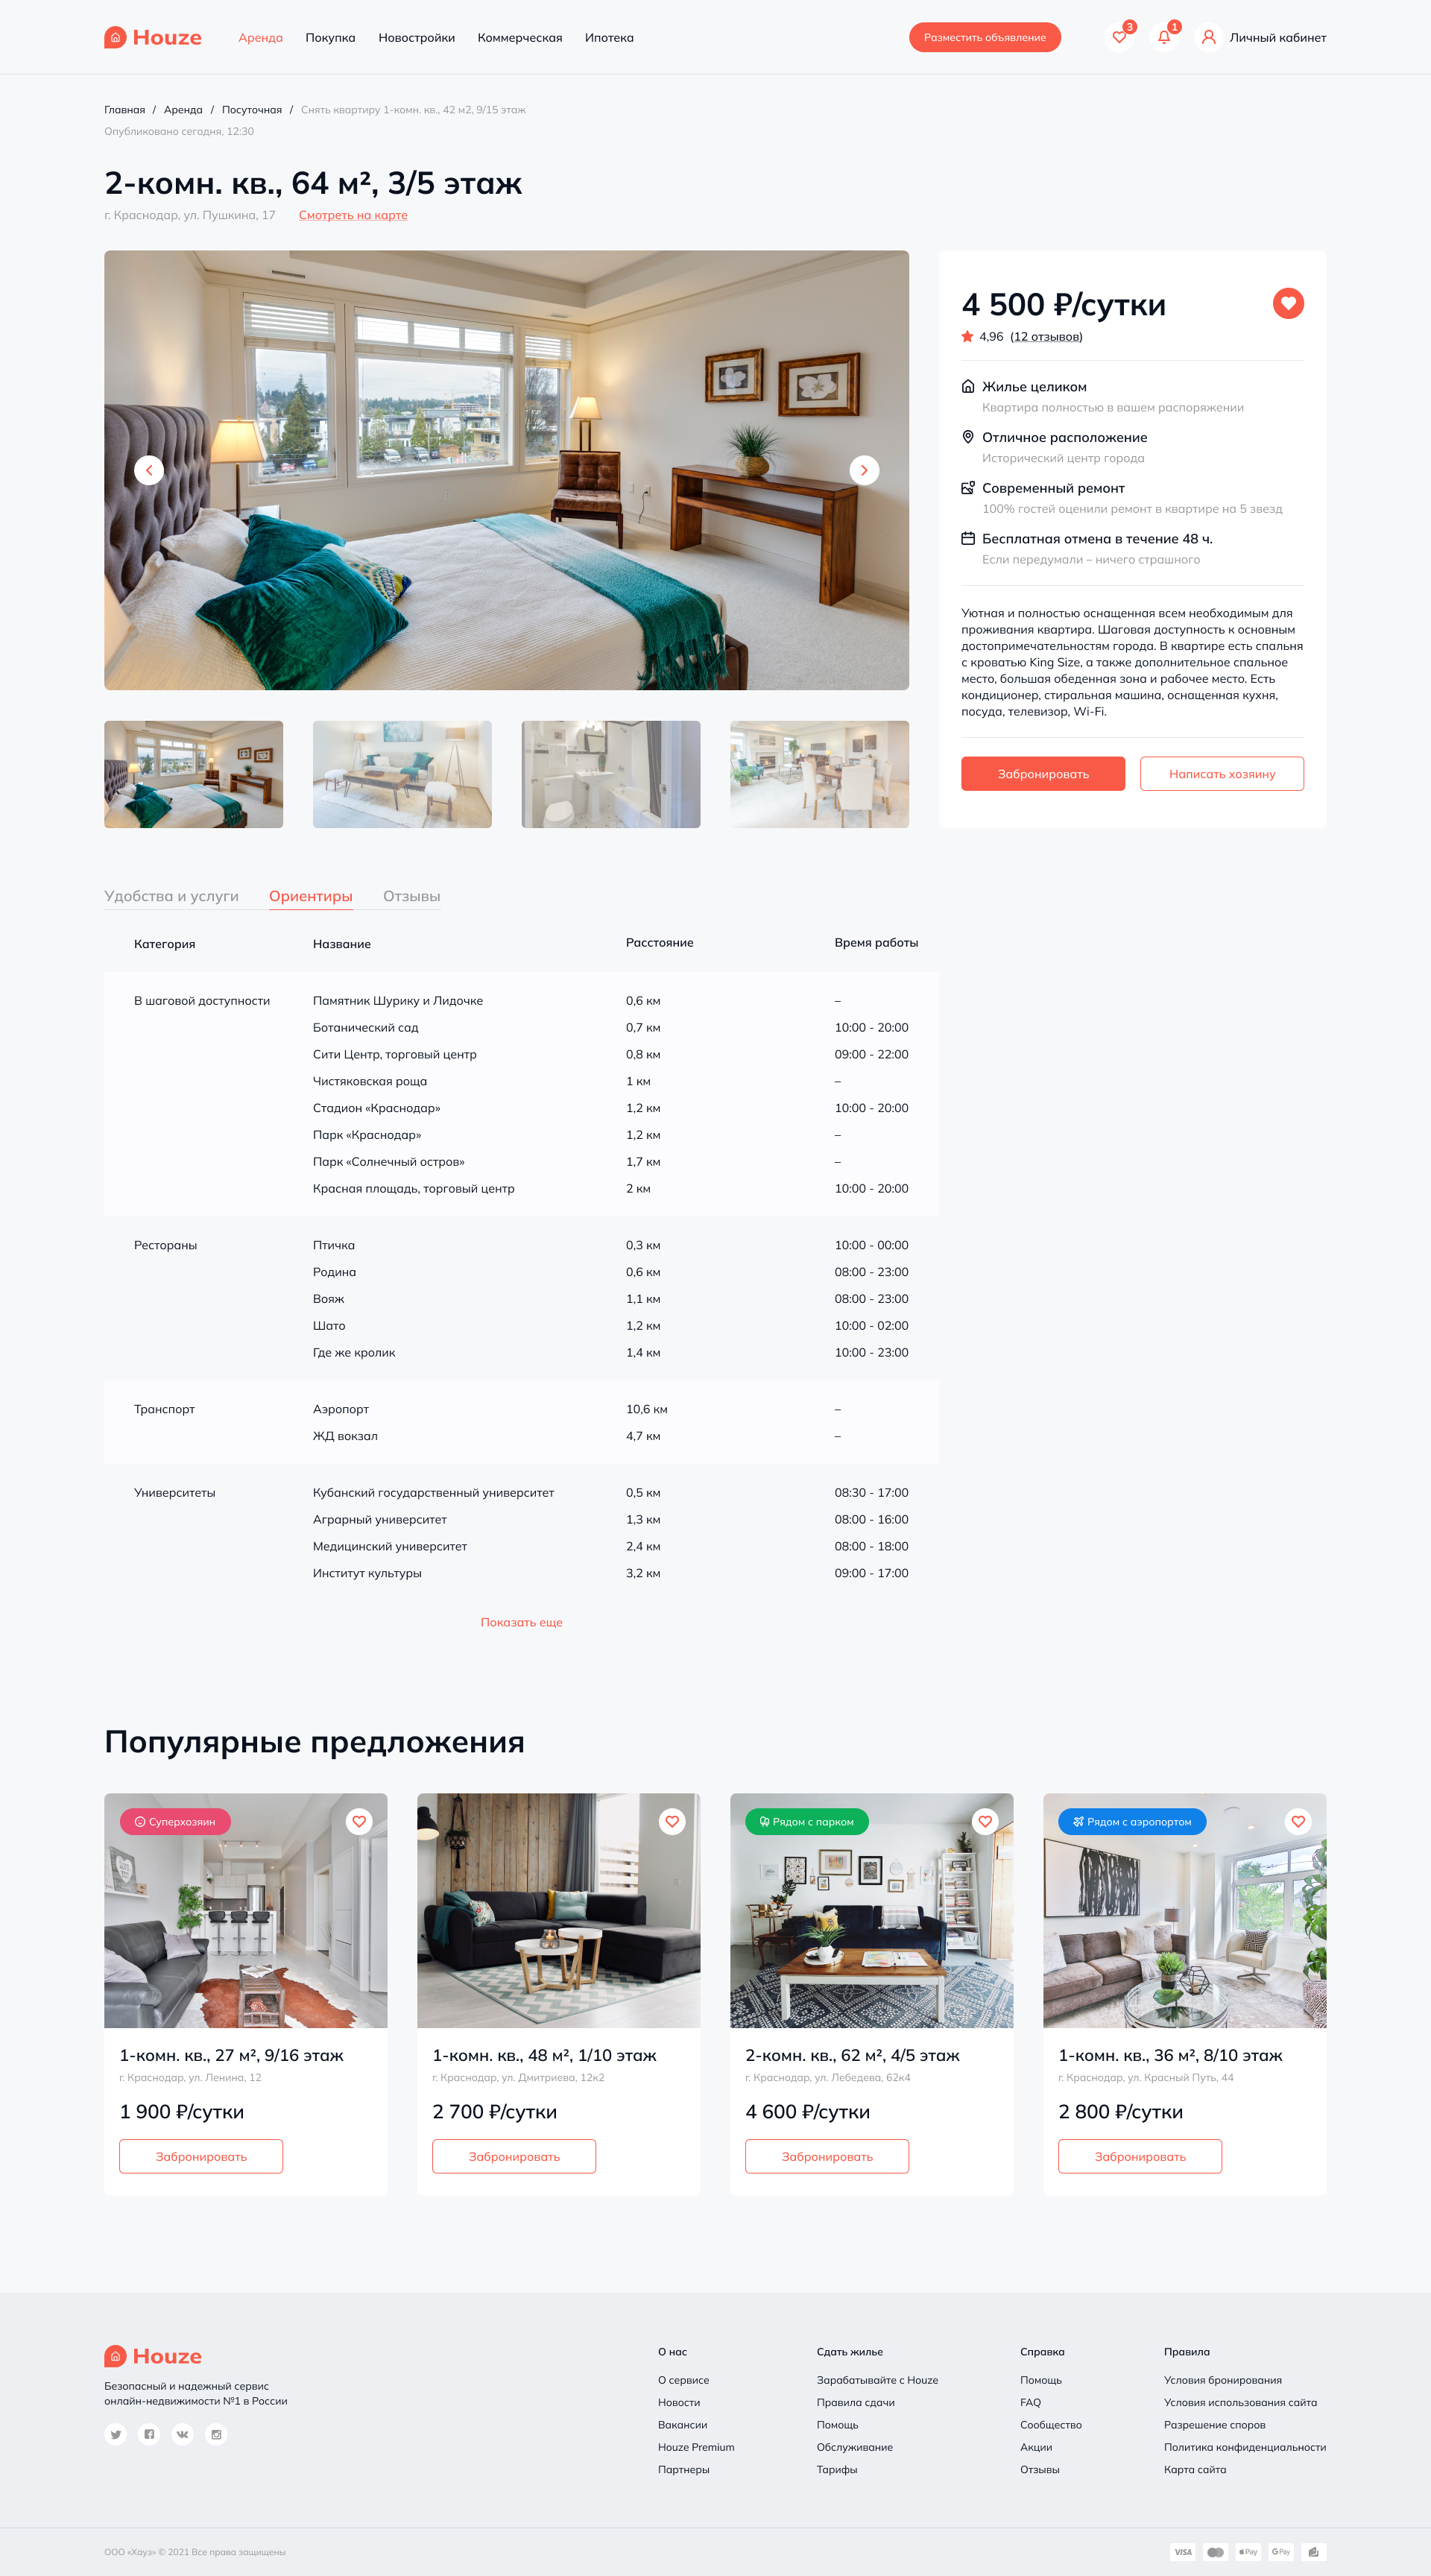 Houze
Аренда
Покупка
Новостройки
Коммерческая
Ипотека
Разместить объявление
3
1
Личный кабинет
Главная / Аренда / Посуточная / Снять квартиру 1-комн. кв., 42 м2, 9/15 этаж
Опубликовано сегодня, 12:30
2-комн. кв., 64 м², 3/5 этаж
г. Краснодар, ул. Пушкина, 17
Смотреть на карте
4 500 ₽/сутки
4,96 (12 отзывов)
Жилье целиком
Квартира полностью в вашем распоряжении
Отличное расположение
Исторический центр города
Современный ремонт
100% гостей оценили ремонт в квартире на 5 звезд
Бесплатная отмена в течение 48 ч.
Если передумали – ничего страшного
Уютная и полностью оснащенная всем необходимым для
проживания квартира. Шаговая доступность к основным
достопримечательностям города. В квартире есть спальня
с кроватью King Size, а также дополнительное спальное
место, большая обеденная зона и рабочее место. Есть
кондиционер, стиральная машина, оснащенная кухня,
посуда, телевизор, Wi-Fi.
Забронировать
Написать хозяину
Удобства и услуги
Ориентиры
Отзывы
Категория Название Расстояние Время работы
В шаговой доступности Памятник Шурику и Лидочке 0,6 км –
Ботанический сад 0,7 км 10:00 - 20:00
Сити Центр, торговый центр 0,8 км 09:00 - 22:00
Чистяковская роща 1 км –
Стадион «Краснодар» 1,2 км 10:00 - 20:00
Парк «Краснодар» 1,2 км –
Парк «Солнечный остров» 1,7 км –
Красная площадь, торговый центр 2 км 10:00 - 20:00
Рестораны Птичка 0,3 км 10:00 - 00:00
Родина 0,6 км 08:00 - 23:00
Вояж 1,1 км 08:00 - 23:00
Шато 1,2 км 10:00 - 02:00
Где же кролик 1,4 км 10:00 - 23:00
Транспорт Аэропорт 10,6 км –
ЖД вокзал 4,7 км –
Университеты Кубанский государственный университет 0,5 км 08:30 - 17:00
Аграрный университет 1,3 км 08:00 - 16:00
Медицинский университет 2,4 км 08:00 - 18:00
Институт культуры 3,2 км 09:00 - 17:00
Показать еще
Популярные предложения
Суперхозяин
1-комн. кв., 27 м², 9/16 этаж
г. Краснодар, ул. Ленина, 12
1 900 ₽/сутки
Забронировать
1-комн. кв., 48 м², 1/10 этаж
г. Краснодар, ул. Дмитриева, 12к2
2 700 ₽/сутки
Забронировать
Рядом с парком
2-комн. кв., 62 м², 4/5 этаж
г. Краснодар, ул. Лебедева, 62к4
4 600 ₽/сутки
Забронировать
Рядом с аэропортом
1-комн. кв., 36 м², 8/10 этаж
г. Краснодар, ул. Красный Путь, 44
2 800 ₽/сутки
Забронировать
Houze
Безопасный и надежный сервис
онлайн-недвижимости №1 в России
О нас
О сервисе
Новости
Вакансии
Houze Premium
Партнеры
Сдать жилье
Зарабатывайте с Houze
Правила сдачи
Помощь
Обслуживание
Тарифы
Справка
Помощь
FAQ
Сообщество
Акции
Отзывы
Правила
Условия бронирования
Условия использования сайта
Разрешение споров
Политика конфиденциальности
Карта сайта
ООО «Хауз» © 2021 Все права защищены
VISA
Pay
G Pay